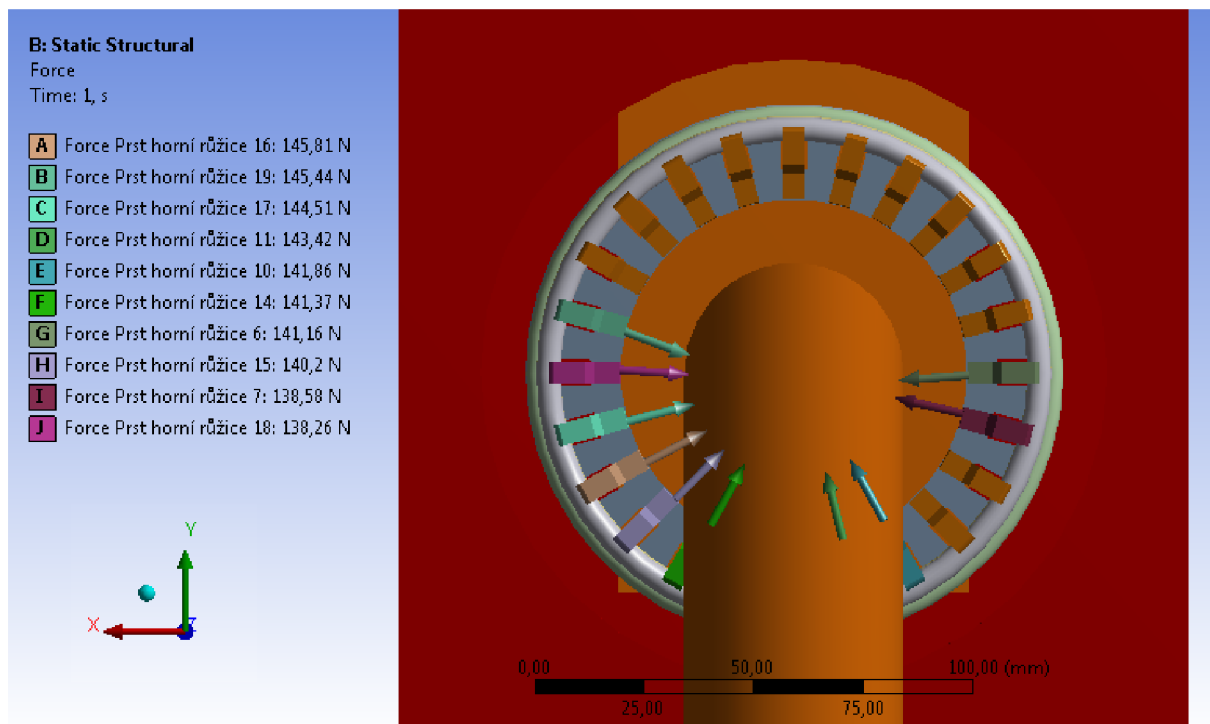 B: Static Structural
Force
Time: 1, s
A Force Prst horní růžice 16: 145,81 N
B Force Prst horní růžice 19: 145,44 N
C Force Prst horní růžice 17: 144,51 N
D Force Prst horní růžice 11: 143,42 N
E Force Prst horní růžice 10: 141,86 N
F Force Prst horní růžice 14: 141,37 N
G Force Prst horní růžice 6: 141,16 N
H Force Prst horní růžice 15: 140,2 N
I Force Prst horní růžice 7: 138,58 N
J Force Prst horní růžice 18: 138,26 N
Y
X Z
0,00 50,00 100,00 (mm)
25,00 75,00